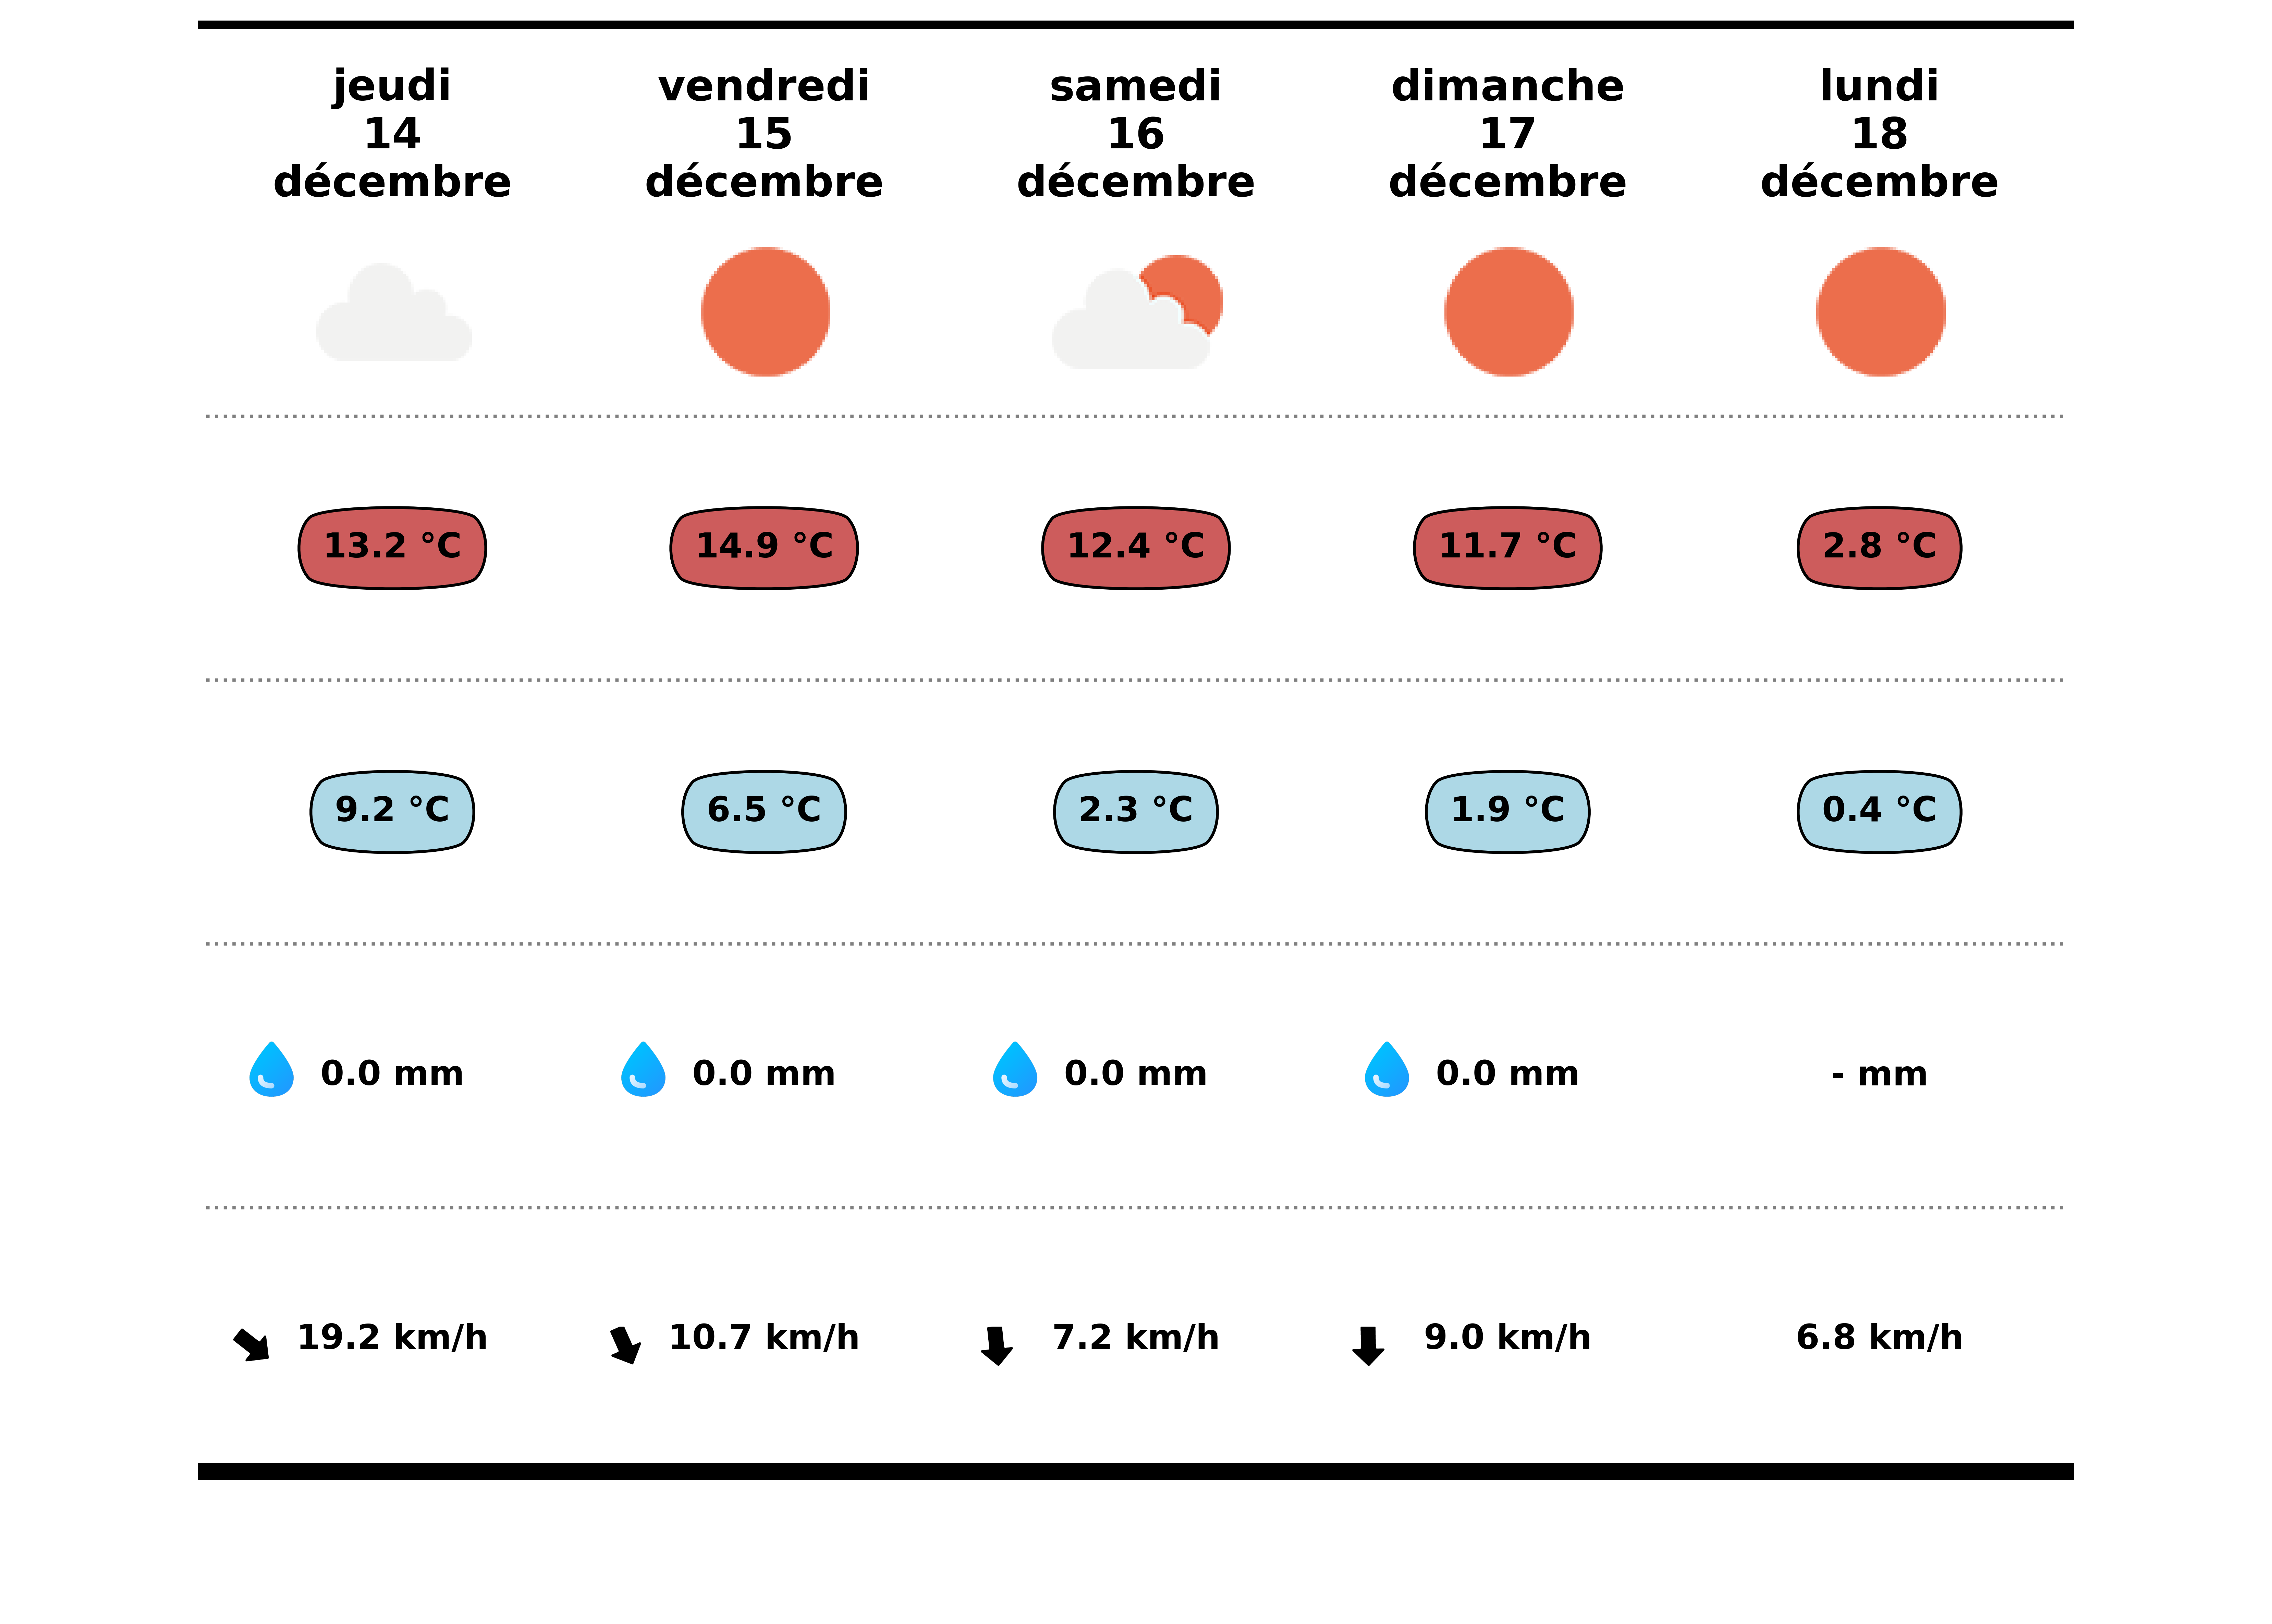 jeudi
14
décembre
vendredi
15
décembre
samedi
16
décembre
dimanche
17
décembre
lundi
18
décembre
13.2 °C
14.9 °C
12.4 °C
11.7 °C
2.8 °C
9.2 °C
6.5 °C
2.3 °C
1.9 °C
0.4 °C
0.0 mm
0.0 mm
0.0 mm
0.0 mm
- mm
19.2 km/h
10.7 km/h
7.2 km/h
9.0 km/h
6.8 km/h